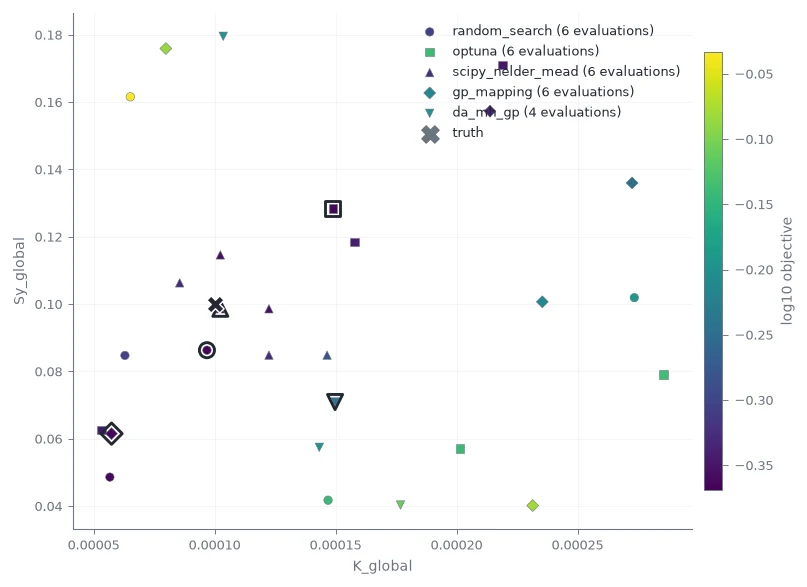 0.18
0.16
0.14
0.12
0.10
0.08
0.06
0.04
Sy_global
0.00005
0.00010
0.00015
0.00020
0.00025
K_global
random_search (6 evaluations)
optuna (6 evaluations)
scipy_nelder_mead (6 evaluations)
gp_mapping (6 evaluations)
(4 evaluations)
truth
−0.05
−0.10
−0.15
−0.20
−0.25
−0.30
−0.35
log10 objective